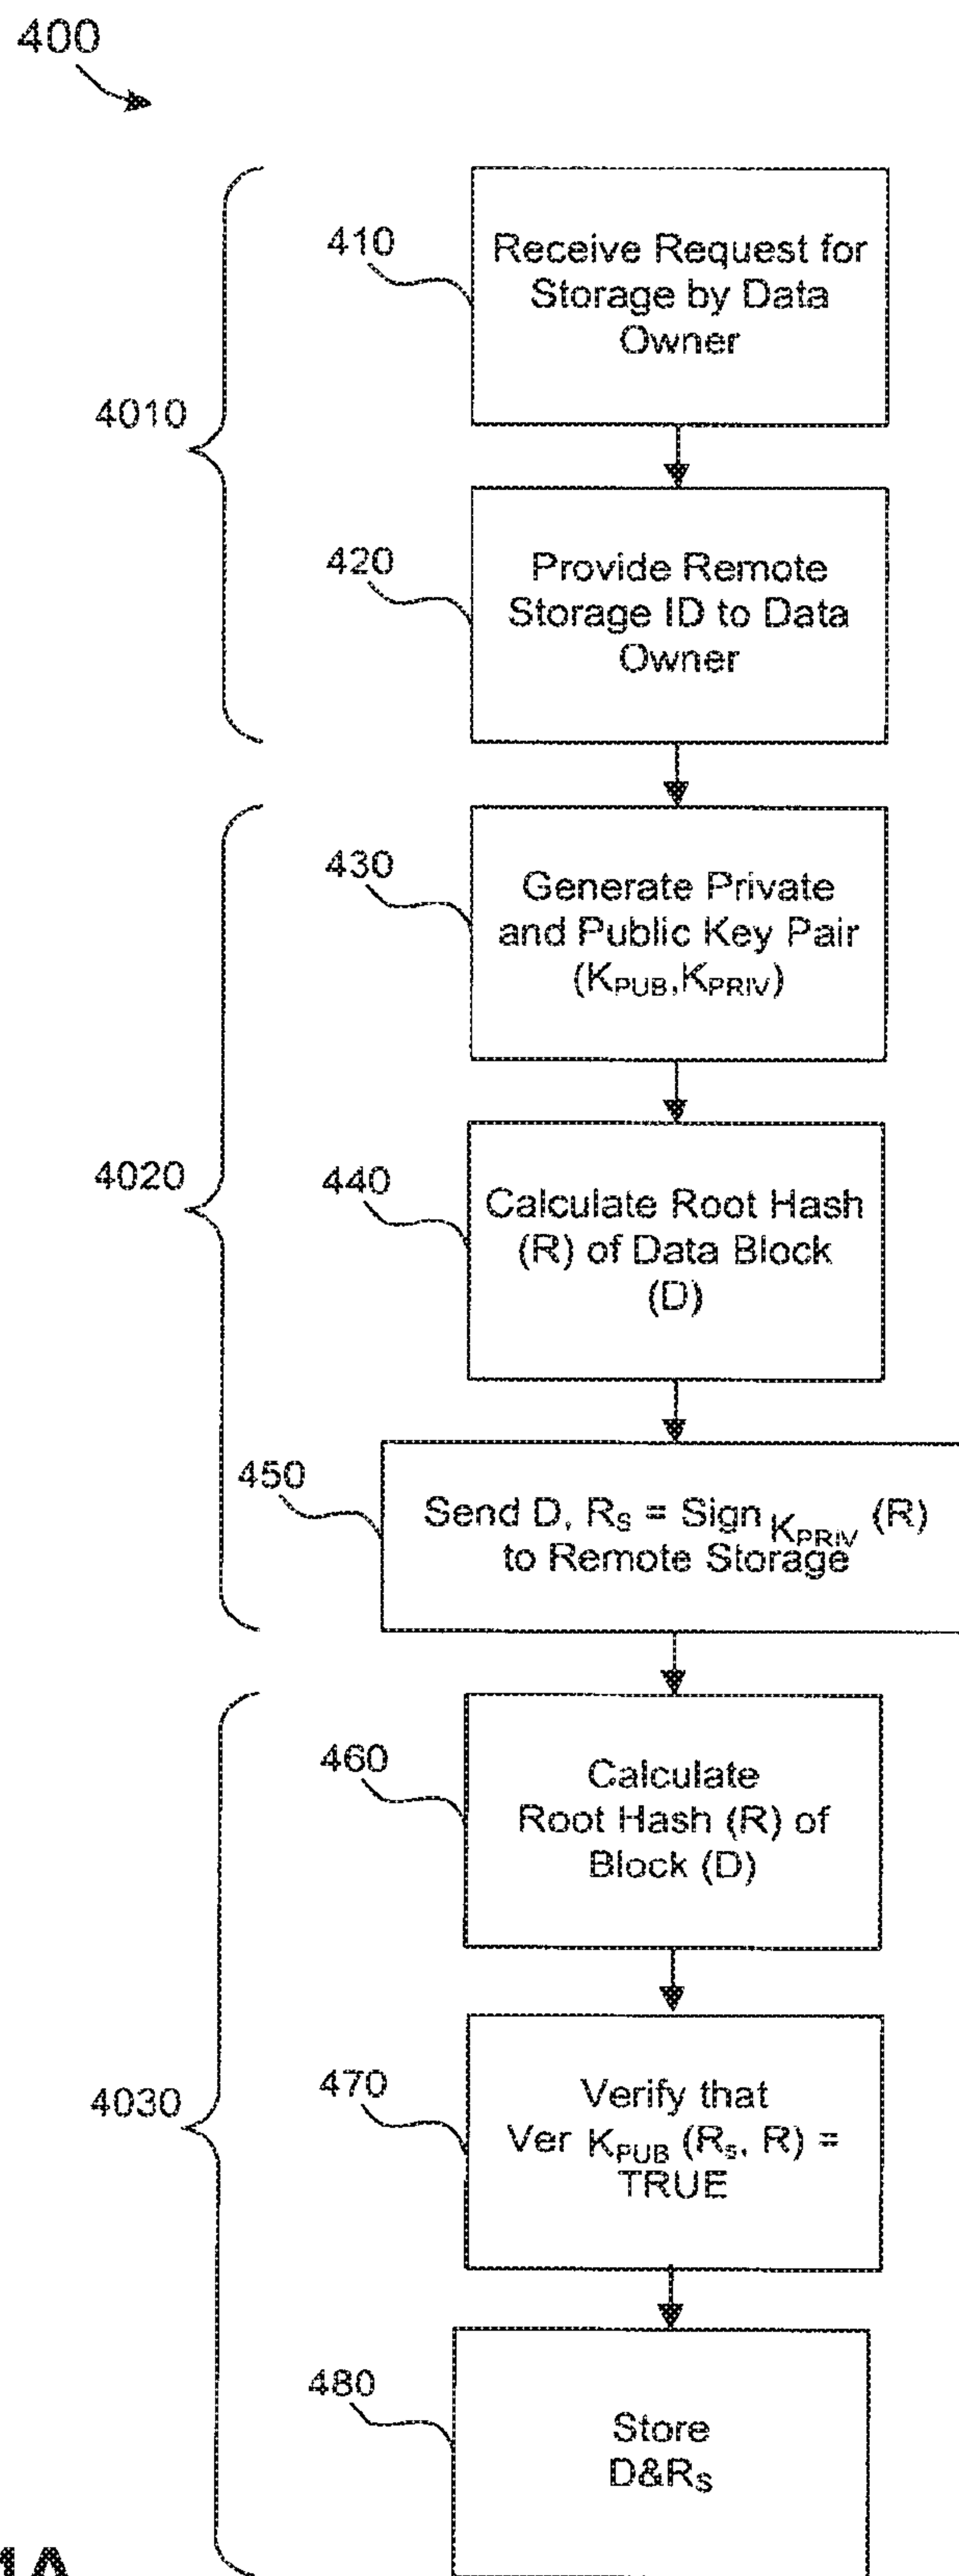 400
410
Receive Request for
Storage by Data
Owner
4010
420
Provide Remote
Storage ID to Data
Owner
430
Generate Private
and Public Key Pair
(KPUB,KPRIV)
4020
440
Calculate Root Hash
(R) of Data Block
(D)
450
Send D, RS = Sign KPRIV (R)
to Remote Storage
460
Calculate
Root Hash (R) of
Block (D)
4030
470
Verify that
Ver KPUB (Rs, R) =
TRUE
480
Store
D&RS